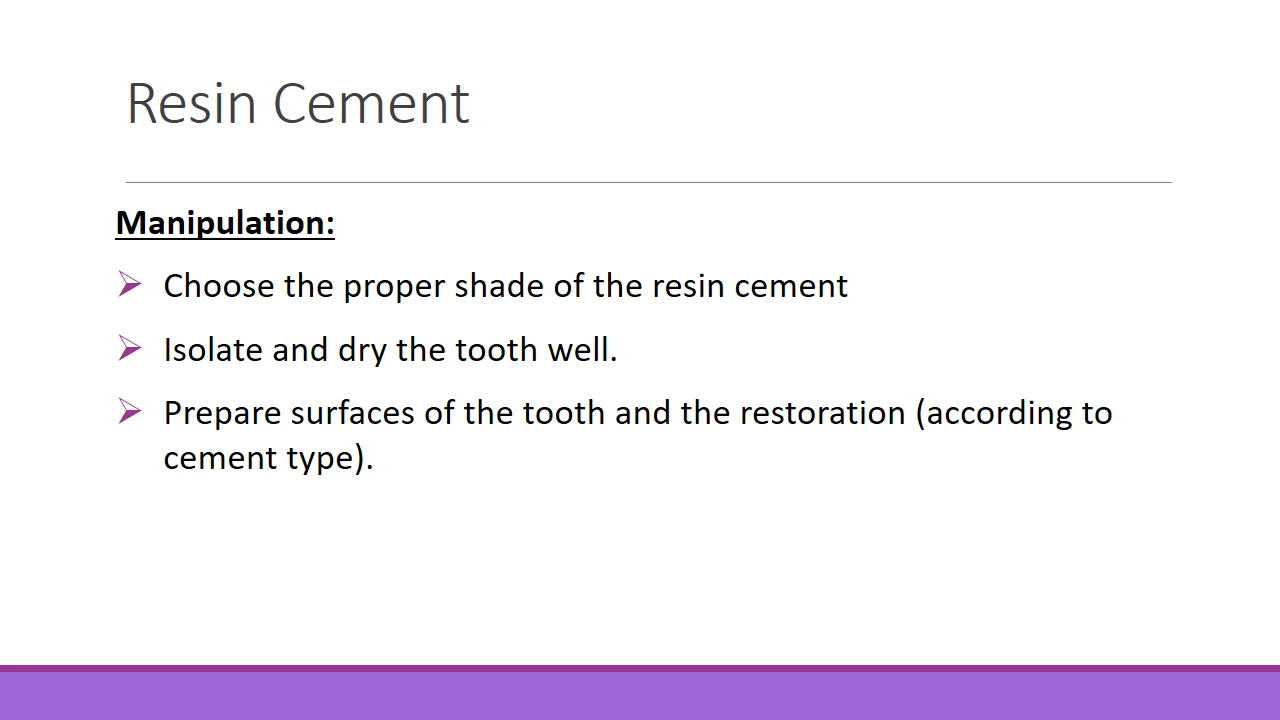 Resin Cement
Manipulation:
Choose the proper shade of the resin cement
Isolate and dry the tooth well.
Prepare surfaces of the tooth and the restoration (according to
cement type).